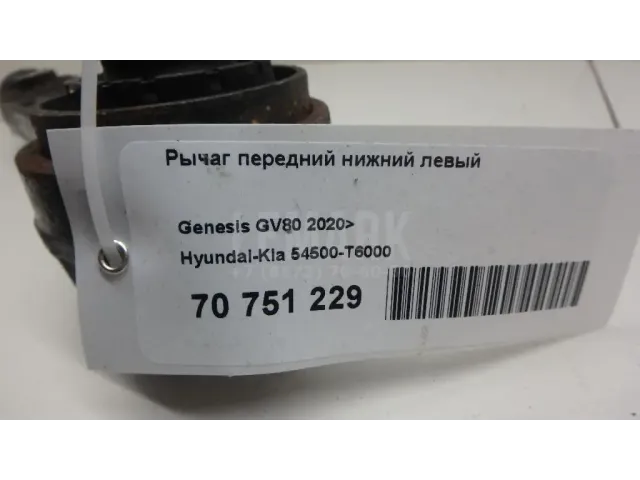 Рычаг передний нижний левый
Genesis GV80 2020>
Hyundai-Kia 54500-T6000
70 751 229